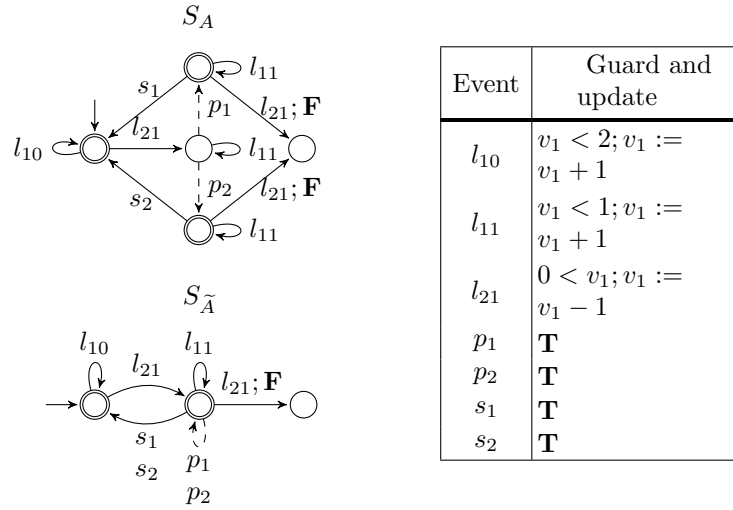 S_A
s_1
l_11
p_1
l_21; F
l_21
l_10
l_11
p_2
l_21; F
s_2
l_11
S_Ã
l_10
l_11
l_21
l_21; F
s_1
s_2
p_1
p_2
Event
Guard and
update
l_10
v_1 < 2; v_1 :=
v_1 + 1
l_11
v_1 < 1; v_1 :=
v_1 + 1
l_21
0 < v_1; v_1 :=
v_1 − 1
p_1 T
p_2 T
s_1 T
s_2 T